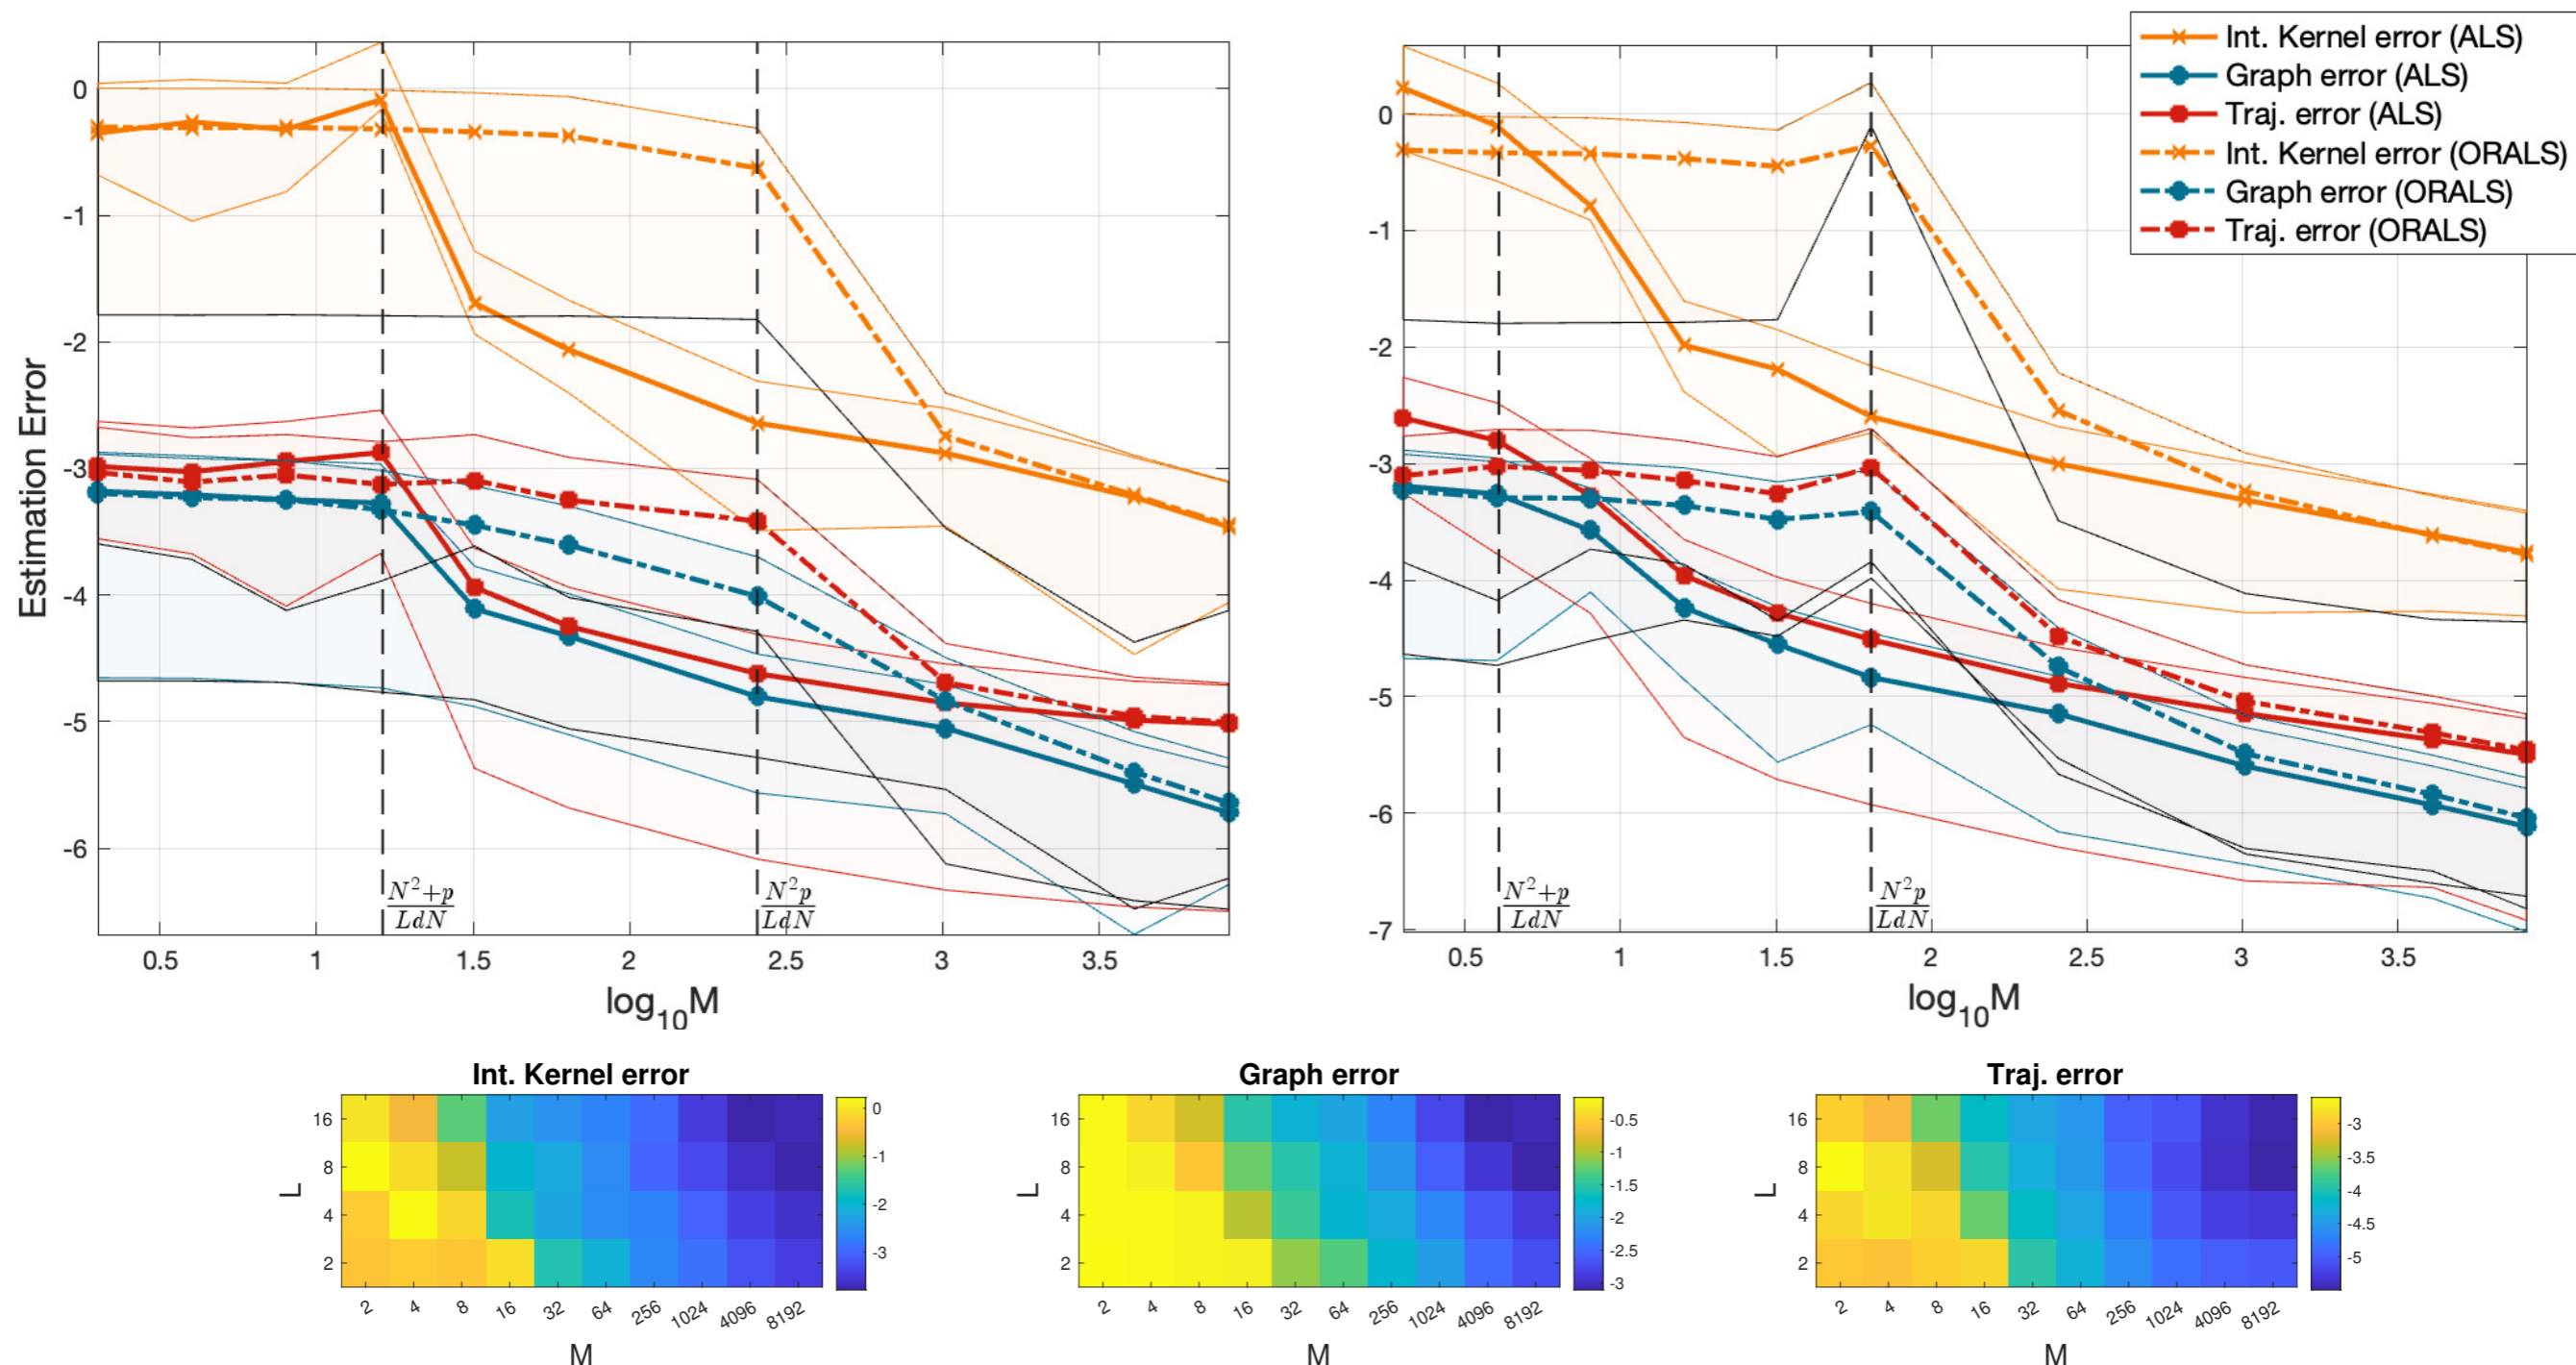 Int. Kernel error (ALS)
Graph error (ALS)
Traj. error (ALS)
Int. Kernel error (ORALS)
Graph error (ORALS)
Traj. error (ORALS)
Estimation Error
0
-1
-2
-3
-4
-5
-6
N²+p
LdN
N²p
LdN
0.5 1 1.5 2 2.5 3 3.5
log₁₀M
0
-1
-2
-3
-4
-5
-6
-7
N²+p
LdN
N²p
LdN
0.5 1 1.5 2 2.5 3 3.5
log₁₀M
Int. Kernel error
L
16
8
4
2
2 4 8 16 32 64 256 1024 4096 8192
M
0
-1
-2
-3
Graph error
L
16
8
4
2
2 4 8 16 32 64 256 1024 4096 8192
M
-0.5
-1
-1.5
-2
-2.5
-3
Traj. error
L
16
8
4
2
2 4 8 16 32 64 256 1024 4096 8192
M
-3
-3.5
-4
-4.5
-5